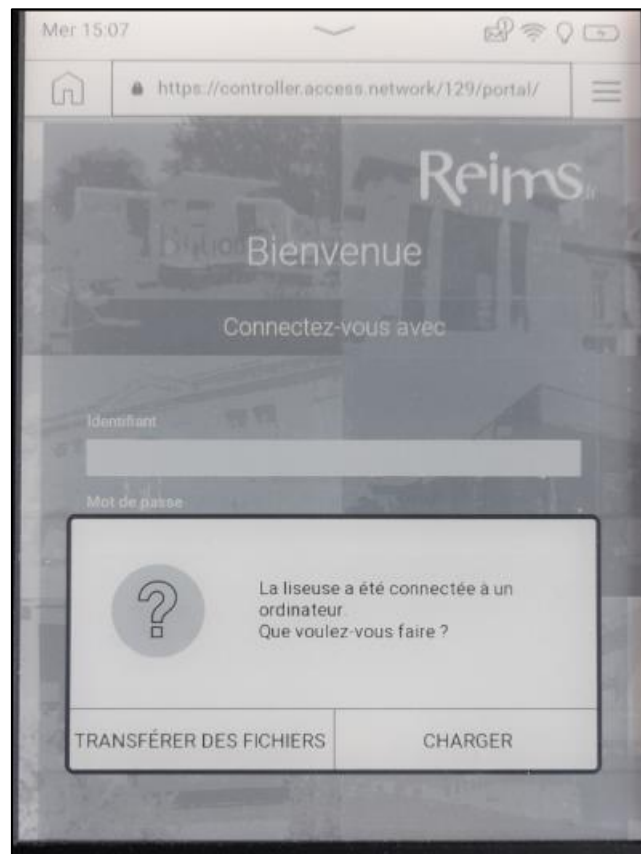 Mer 15:07
1
https://controller.access.network/129/portal/
Reims
Bienvenue
Connectez-vous avec
Identifiant
Mot de passe
La liseuse a été connectée à un
ordinateur.
Que voulez-vous faire ?
TRANSFÉRER DES FICHIERS
CHARGER